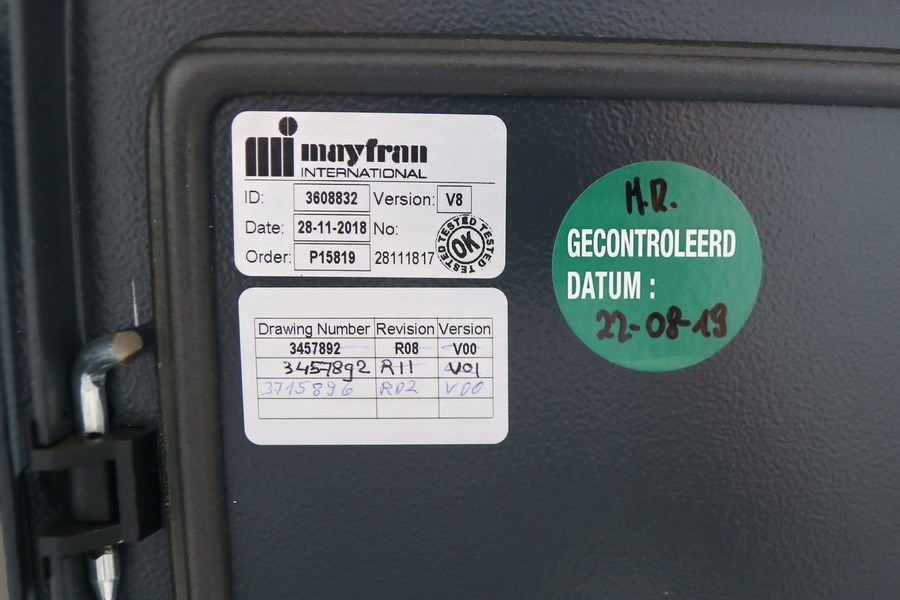 mayfran
INTERNATIONAL
ID: 3608832 Version: V8
Date: 28-11-2018 No:
Order: P15819 28111817
TESTED TESTED TESTED TESTED
OK
Drawing Number Revision Version
3457892 R08 V00
3457892 R11 V01
3715896 R02 V00
M.R.
GECONTROLEERD
DATUM :
22-08-19